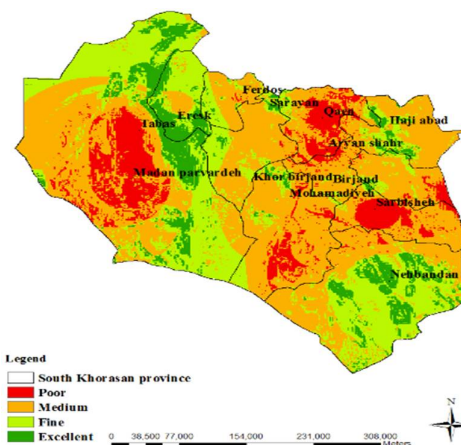 Ferdos
Sarayan
Qaen
Haji abad
Eresk
Tabas
Aryan shahr
Madan parvardeh
Khor birjand
Birjand
Mohamadiyeh
Sarbisheh
Nehbandan
Legend
South Khorasan province
Poor
Medium
Fine
Excellent
N
0 38,500 77,000 154,000 231,000 308,000
Meters